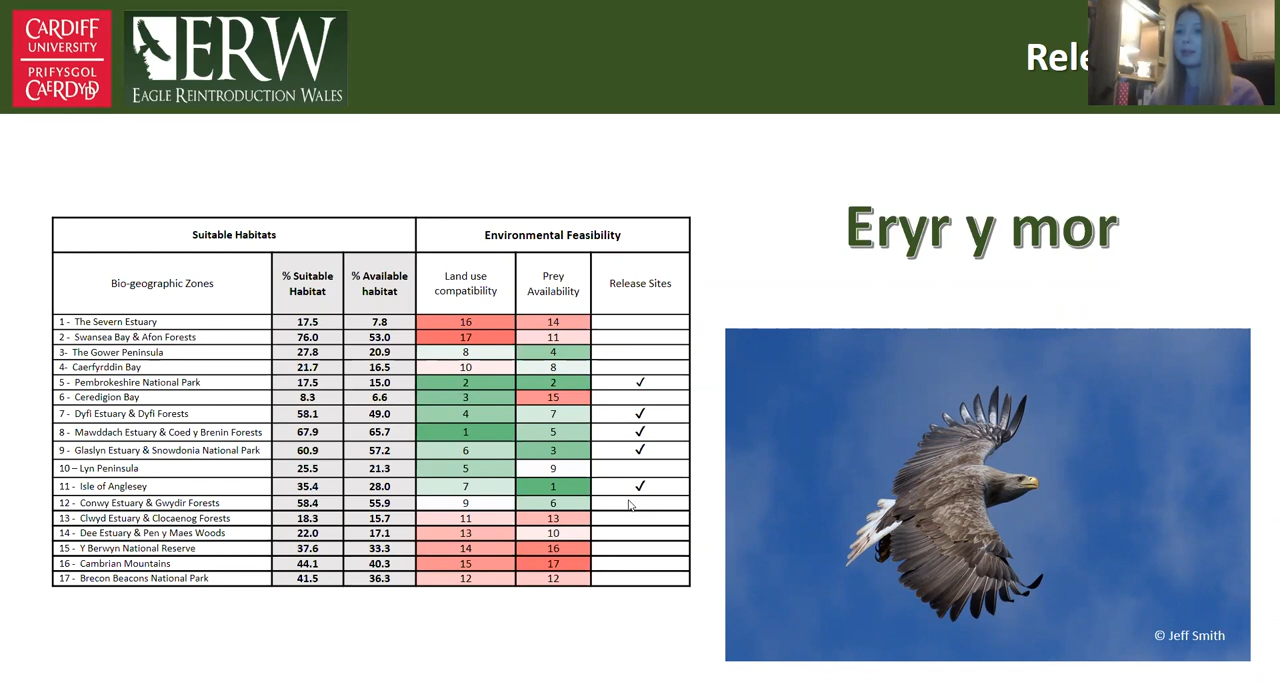 CARDIFF
UNIVERSITY
PRIFYSGOL
CAERDYDD
ERW
EAGLE REINTRODUCTION WALES
Suitable Habitats Environmental Feasibility
Bio-geographic Zones % Suitable Habitat % Available habitat Land use compatibility Prey Availability Release Sites
1 - The Severn Estuary 17.5 7.8 16 14
2 - Swansea Bay & Afon Forests 76.0 53.0 17 11
3- The Gower Peninsula 27.8 20.9 8 4
4- Caerfyrddin Bay 21.7 16.5 10 8
5 - Pembrokeshire National Park 17.5 15.0 2 2 ✓
6 - Ceredigion Bay 8.3 6.6 3 15
7 - Dyfi Estuary & Dyfi Forests 58.1 49.0 4 7 ✓
8 - Mawddach Estuary & Coed y Brenin Forests 67.9 65.7 1 5 ✓
9 - Glaslyn Estuary & Snowdonia National Park 60.9 57.2 6 3 ✓
10 – Lyn Peninsula 25.5 21.3 5 9
11 - Isle of Anglesey 35.4 28.0 7 1 ✓
12 - Conwy Estuary & Gwydir Forests 58.4 55.9 9 6
13 - Clwyd Estuary & Clocaenog Forests 18.3 15.7 11 13
14 - Dee Estuary & Pen y Maes Woods 22.0 17.1 13 10
15 - Y Berwyn National Reserve 37.6 33.3 14 16
16 - Cambrian Mountains 44.1 40.3 15 17
17 - Brecon Beacons National Park 41.5 36.3 12 12
Eryr y mor
© Jeff Smith